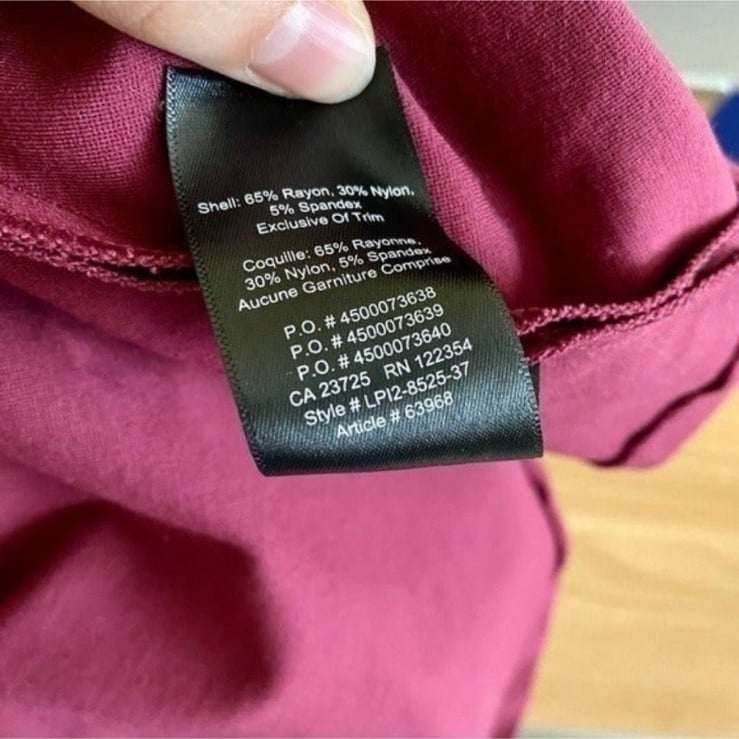 Shell: 65% Rayon, 30% Nylon,
5% Spandex
Exclusive Of Trim
Coquille: 65% Rayonne,
30% Nylon, 5% Spandex
Aucune Garniture Comprise
P.O. # 4500073638
P.O. # 4500073639
P.O. # 4500073640
CA 23725 RN 122354
Style # LPI2-8525-37
Article # 63968